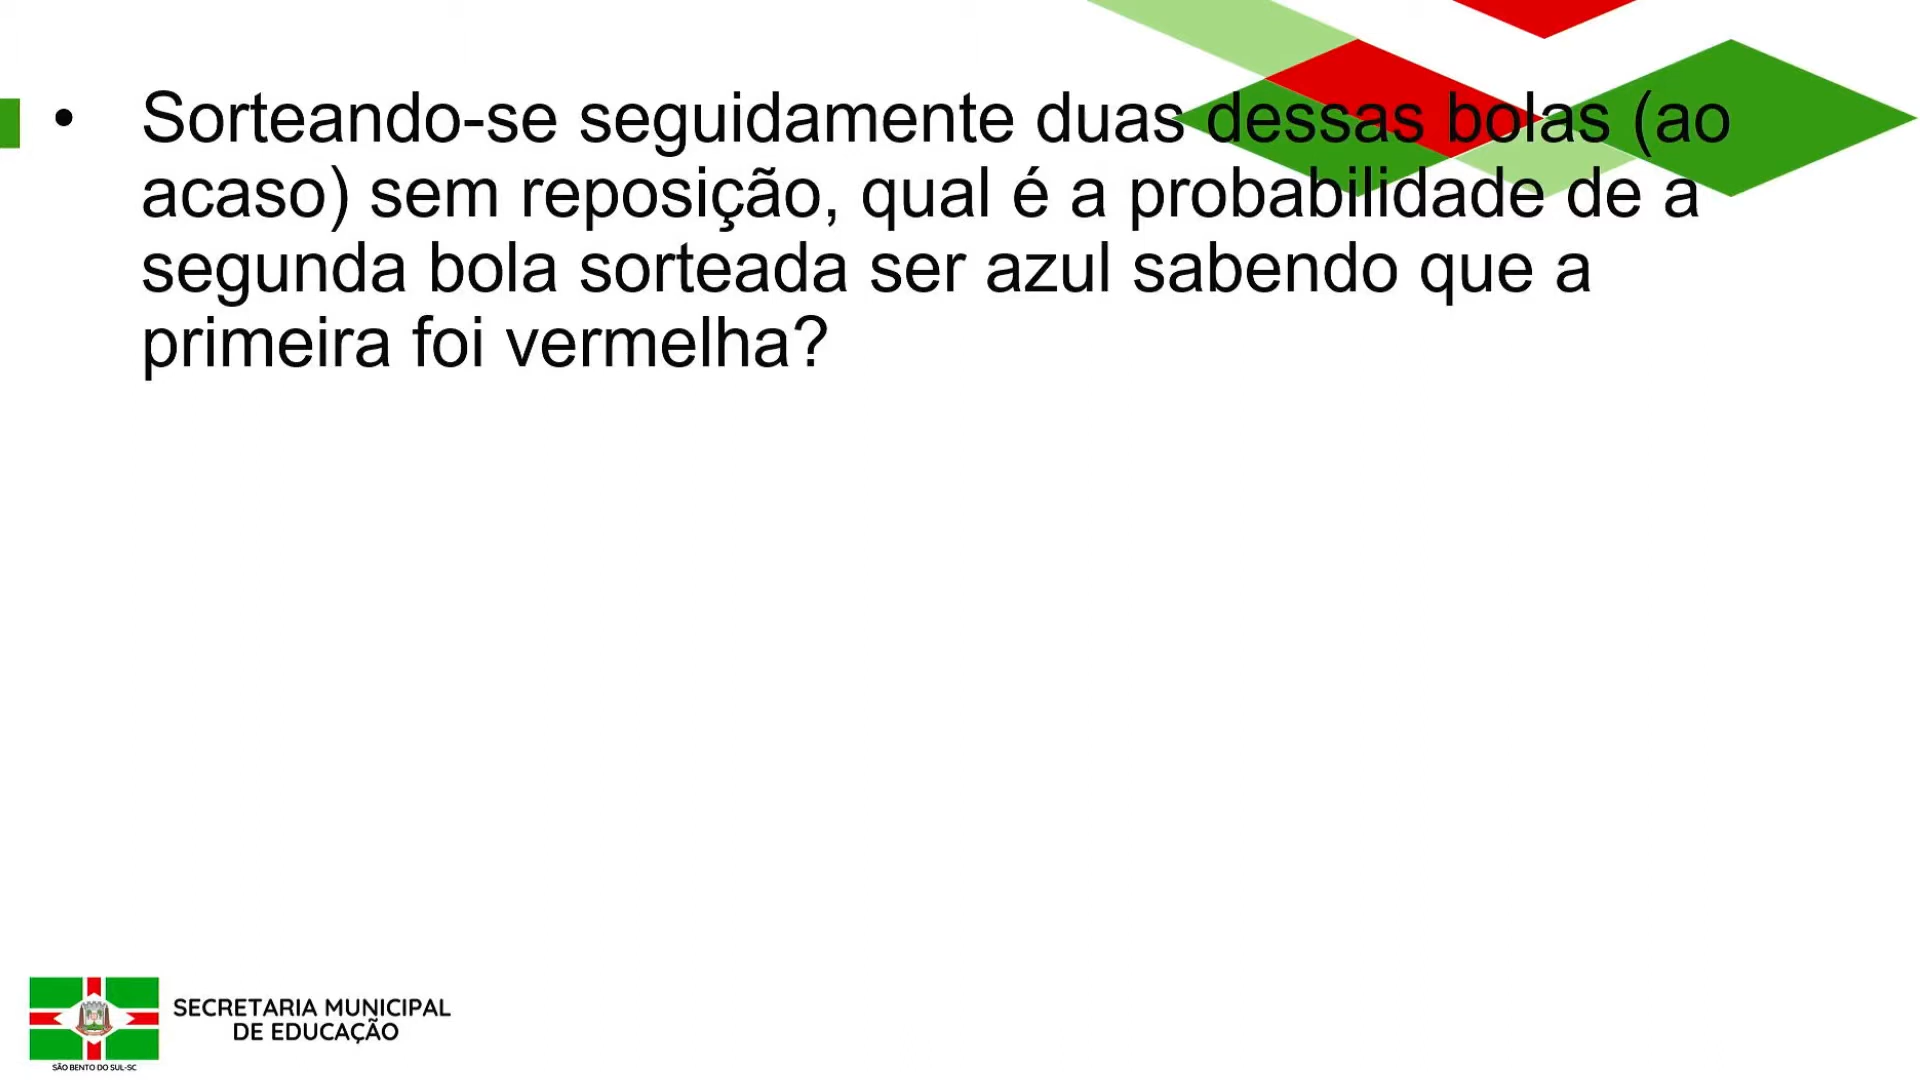 • Sorteando-se seguidamente duas dessas bolas (ao
acaso) sem reposição, qual é a probabilidade de a
segunda bola sorteada ser azul sabendo que a
primeira foi vermelha?
SECRETARIA MUNICIPAL
DE EDUCAÇÃO
SÃO BENTO DO SUL-SC